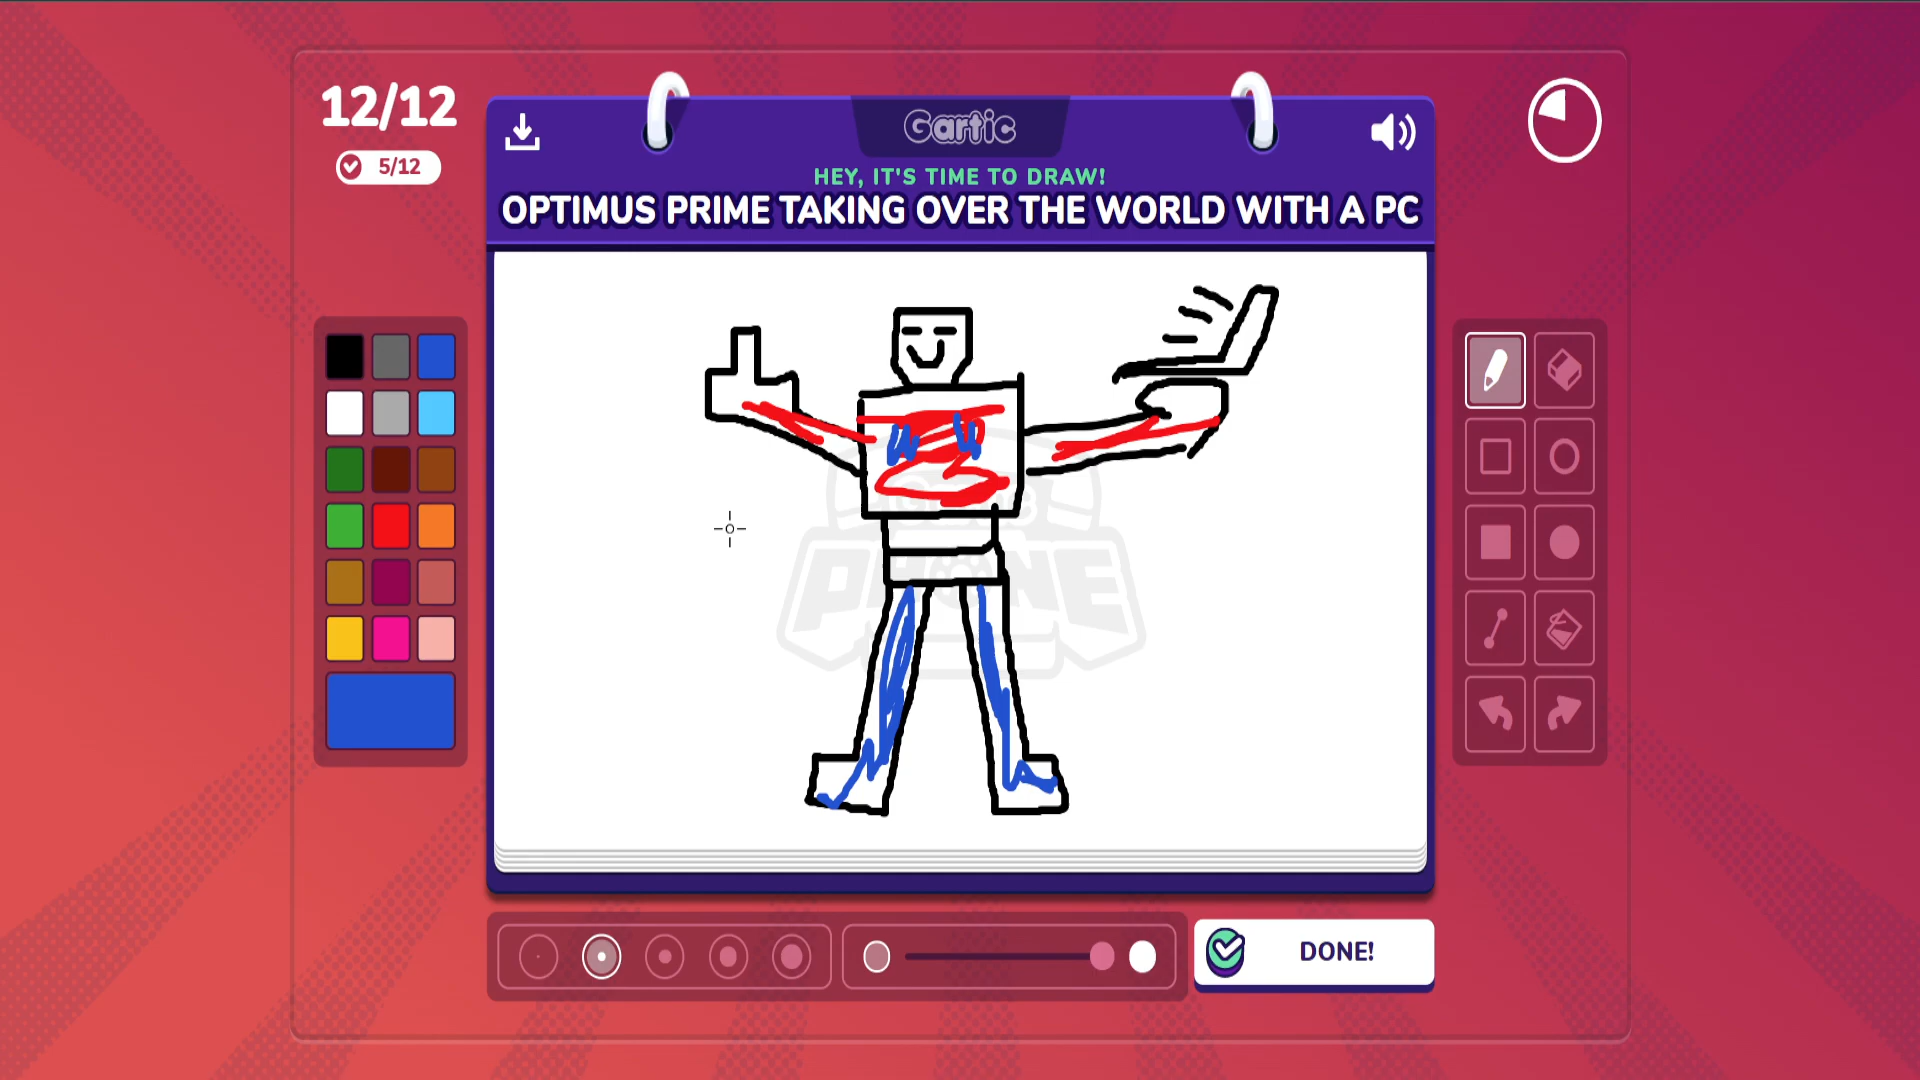 12/12
5/12
Gartic
HEY, IT'S TIME TO DRAW!
OPTIMUS PRIME TAKING OVER THE WORLD WITH A PC
PHONE
DONE!